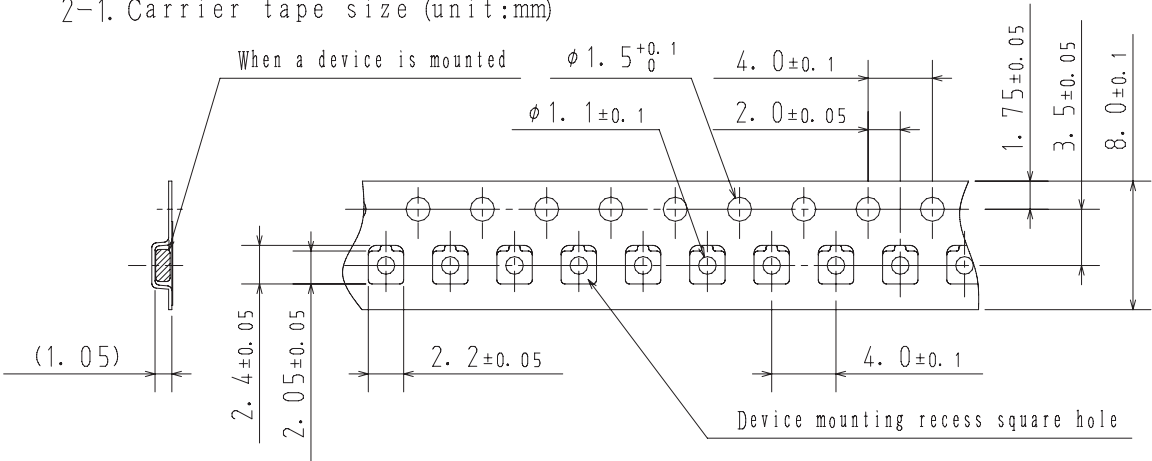 2-1. Carrier tape size (unit:mm)
When a device is mounted
φ1.5+0.1 0
4.0±0.1
φ1.1±0.1
2.0±0.05
1.75±0.05
3.5±0.05
8.0±0.1
(1.05)
2.4±0.05
2.05±0.05
2.2±0.05
4.0±0.1
Device mounting recess square hole